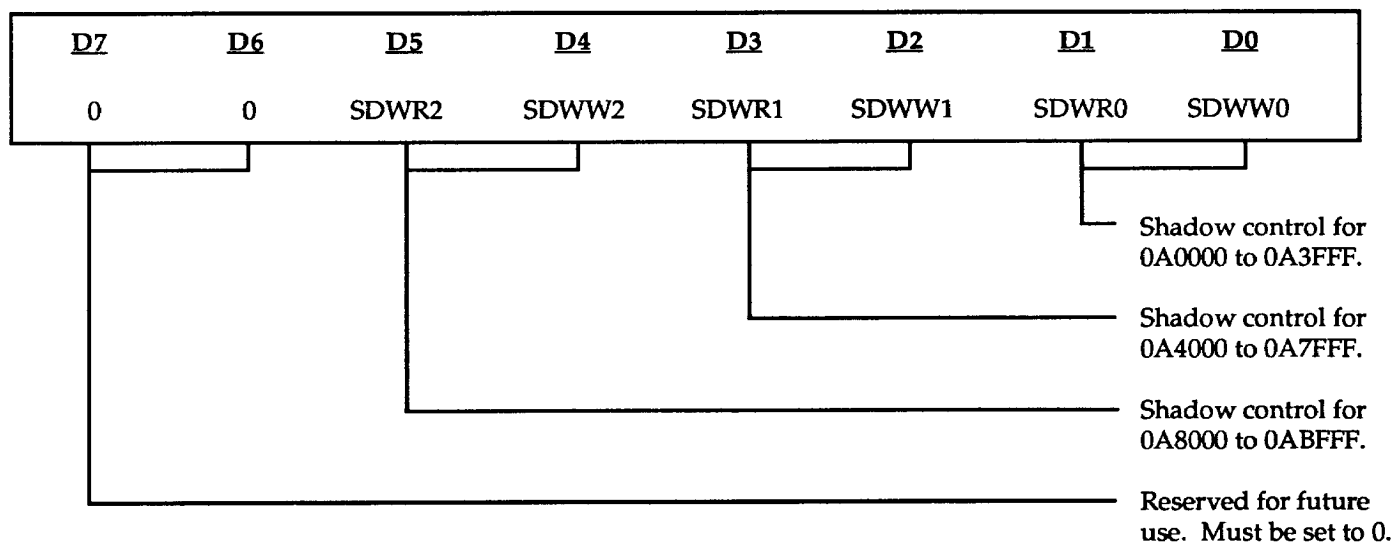 D7 D6 D5 D4 D3 D2 D1 D0
0 0 SDWR2 SDWW2 SDWR1 SDWW1 SDWR0 SDWW0
Shadow control for
0A0000 to 0A3FFF.
Shadow control for
0A4000 to 0A7FFF.
Shadow control for
0A8000 to 0ABFFF.
Reserved for future
use. Must be set to 0.